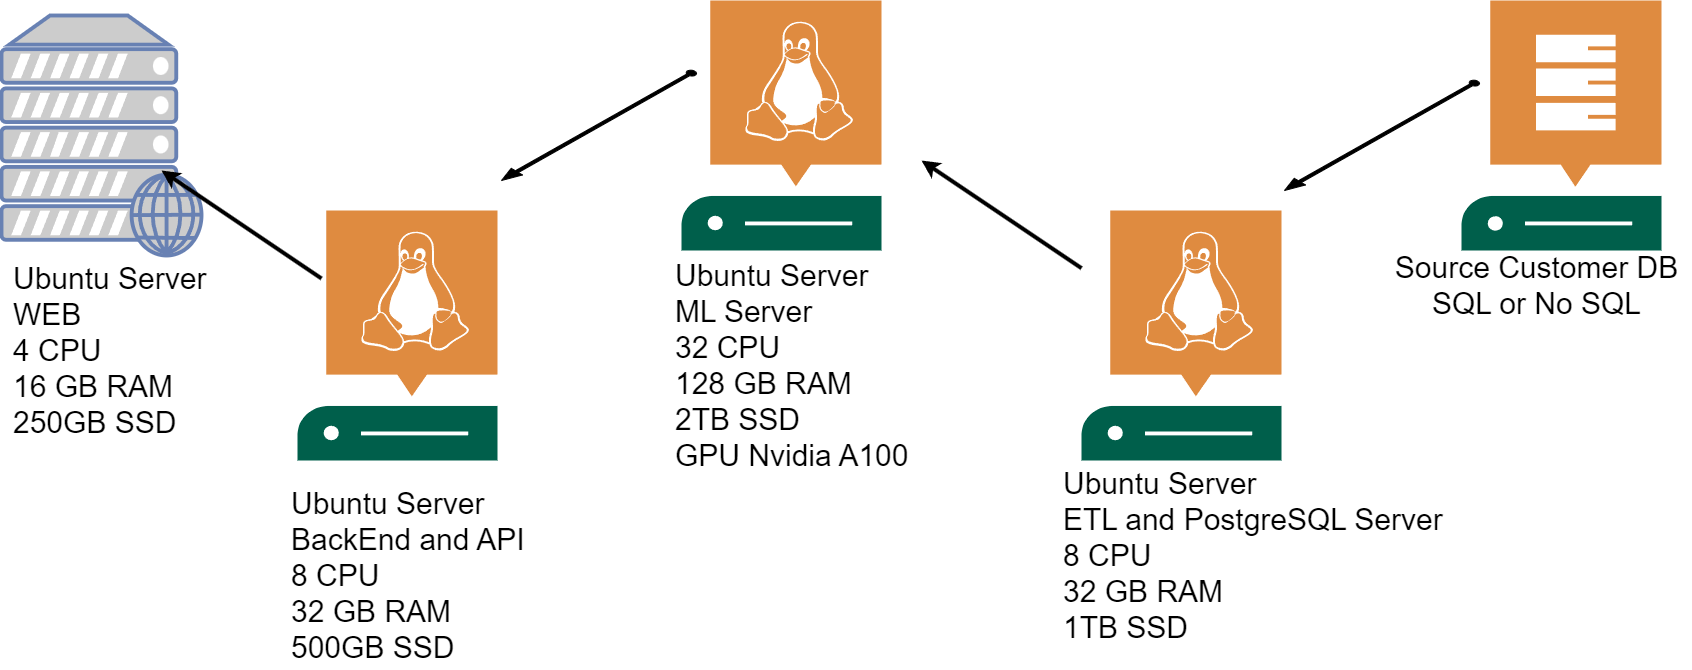 Ubuntu Server
WEB
4 CPU
16 GB RAM
250GB SSD
Ubuntu Server
BackEnd and API
8 CPU
32 GB RAM
500GB SSD
Ubuntu Server
ML Server
32 CPU
128 GB RAM
2TB SSD
GPU Nvidia A100
Ubuntu Server
ETL and PostgreSQL Server
8 CPU
32 GB RAM
1TB SSD
Source Customer DB
SQL or No SQL